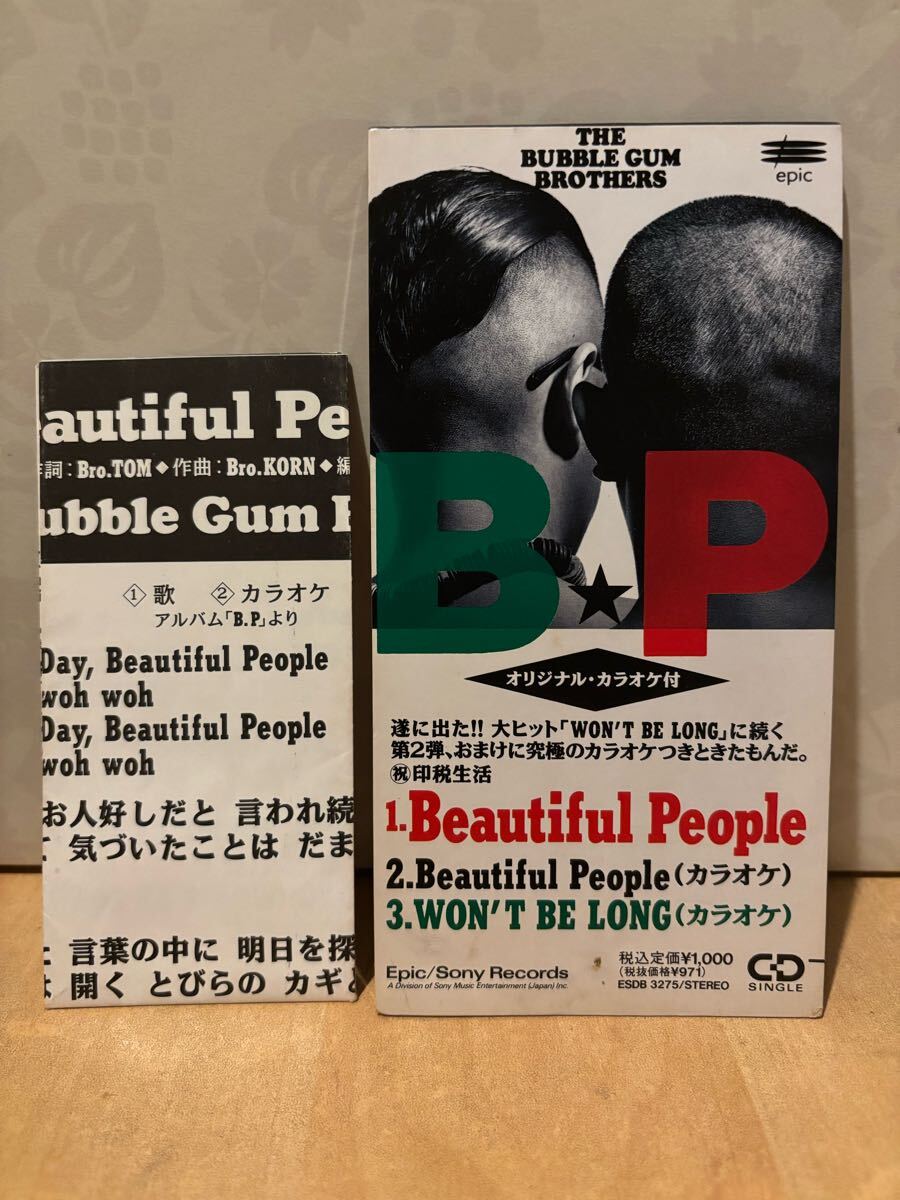 eautiful Pe
作詞：Bro.TOM◆作曲：Bro.KORN◆編
ubble Gum B
① 歌 ② カラオケ
アルバム「B.P」より
Day, Beautiful People
woh woh
Day, Beautiful People
woh woh
お人好しだと 言われ続
て 気づいたことは だま
言葉の中に 明日を探
開く とびらの カギ
THE
BUBBLE GUM
BROTHERS
epic
B★P
オリジナル・カラオケ付
遂に出た!! 大ヒット「WON'T BE LONG」に続く
第2弾、おまけに究極のカラオケつきときたもんだ。
㊗印税生活
1.Beautiful People
2.Beautiful People(カラオケ)
3.WON'T BE LONG(カラオケ)
Epic/Sony Records
A Division of Sony Music Entertainment (Japan) Inc.
税込定価¥1,000
(税抜価格¥971)
ESDB 3275/STEREO
CD
SINGLE